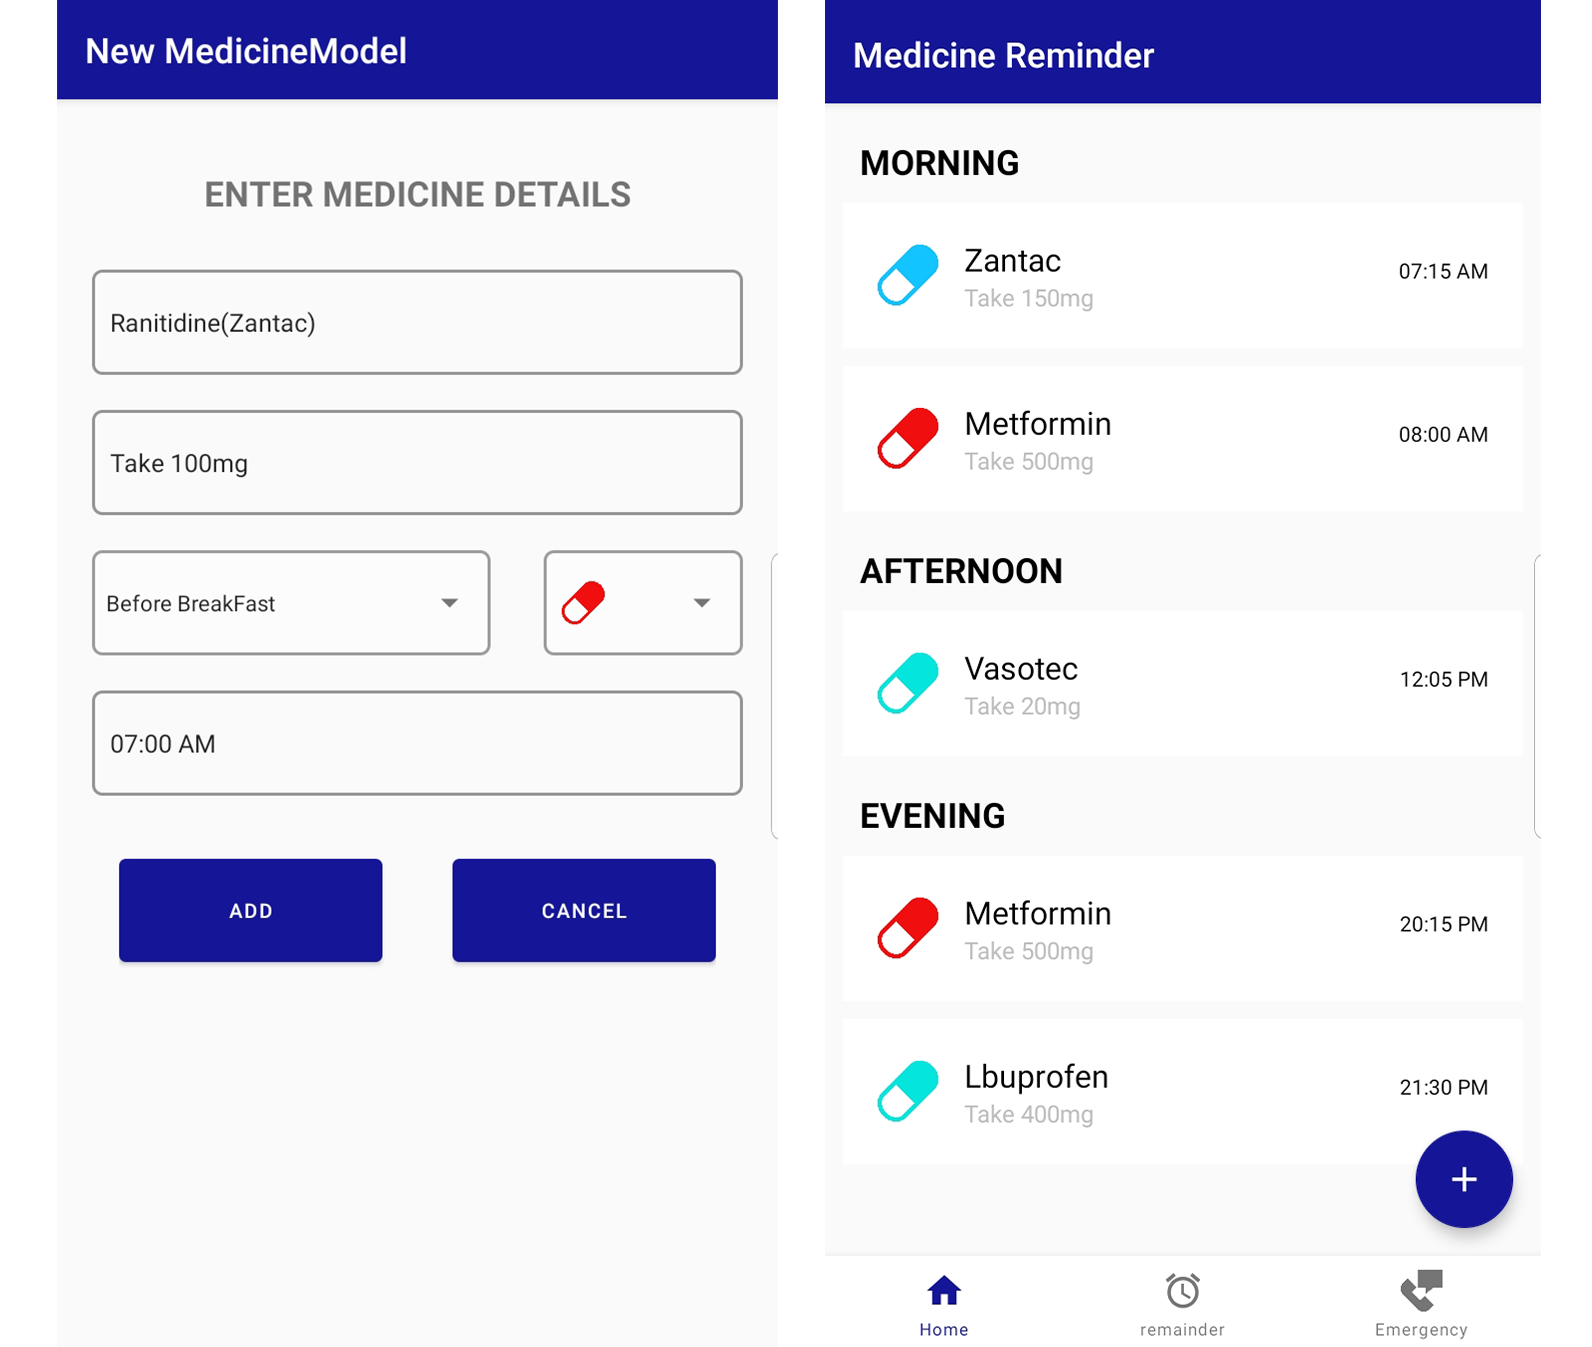 New MedicineModel
ENTER MEDICINE DETAILS
Ranitidine(Zantac)
Take 100mg
Before BreakFast
07:00 AM
ADD
CANCEL
Medicine Reminder
MORNING
Zantac
07:15 AM
Take 150mg
Metformin
08:00 AM
Take 500mg
AFTERNOON
Vasotec
12:05 PM
Take 20mg
EVENING
Metformin
20:15 PM
Take 500mg
Lbuprofen
21:30 PM
Take 400mg
+
Home
remainder
Emergency